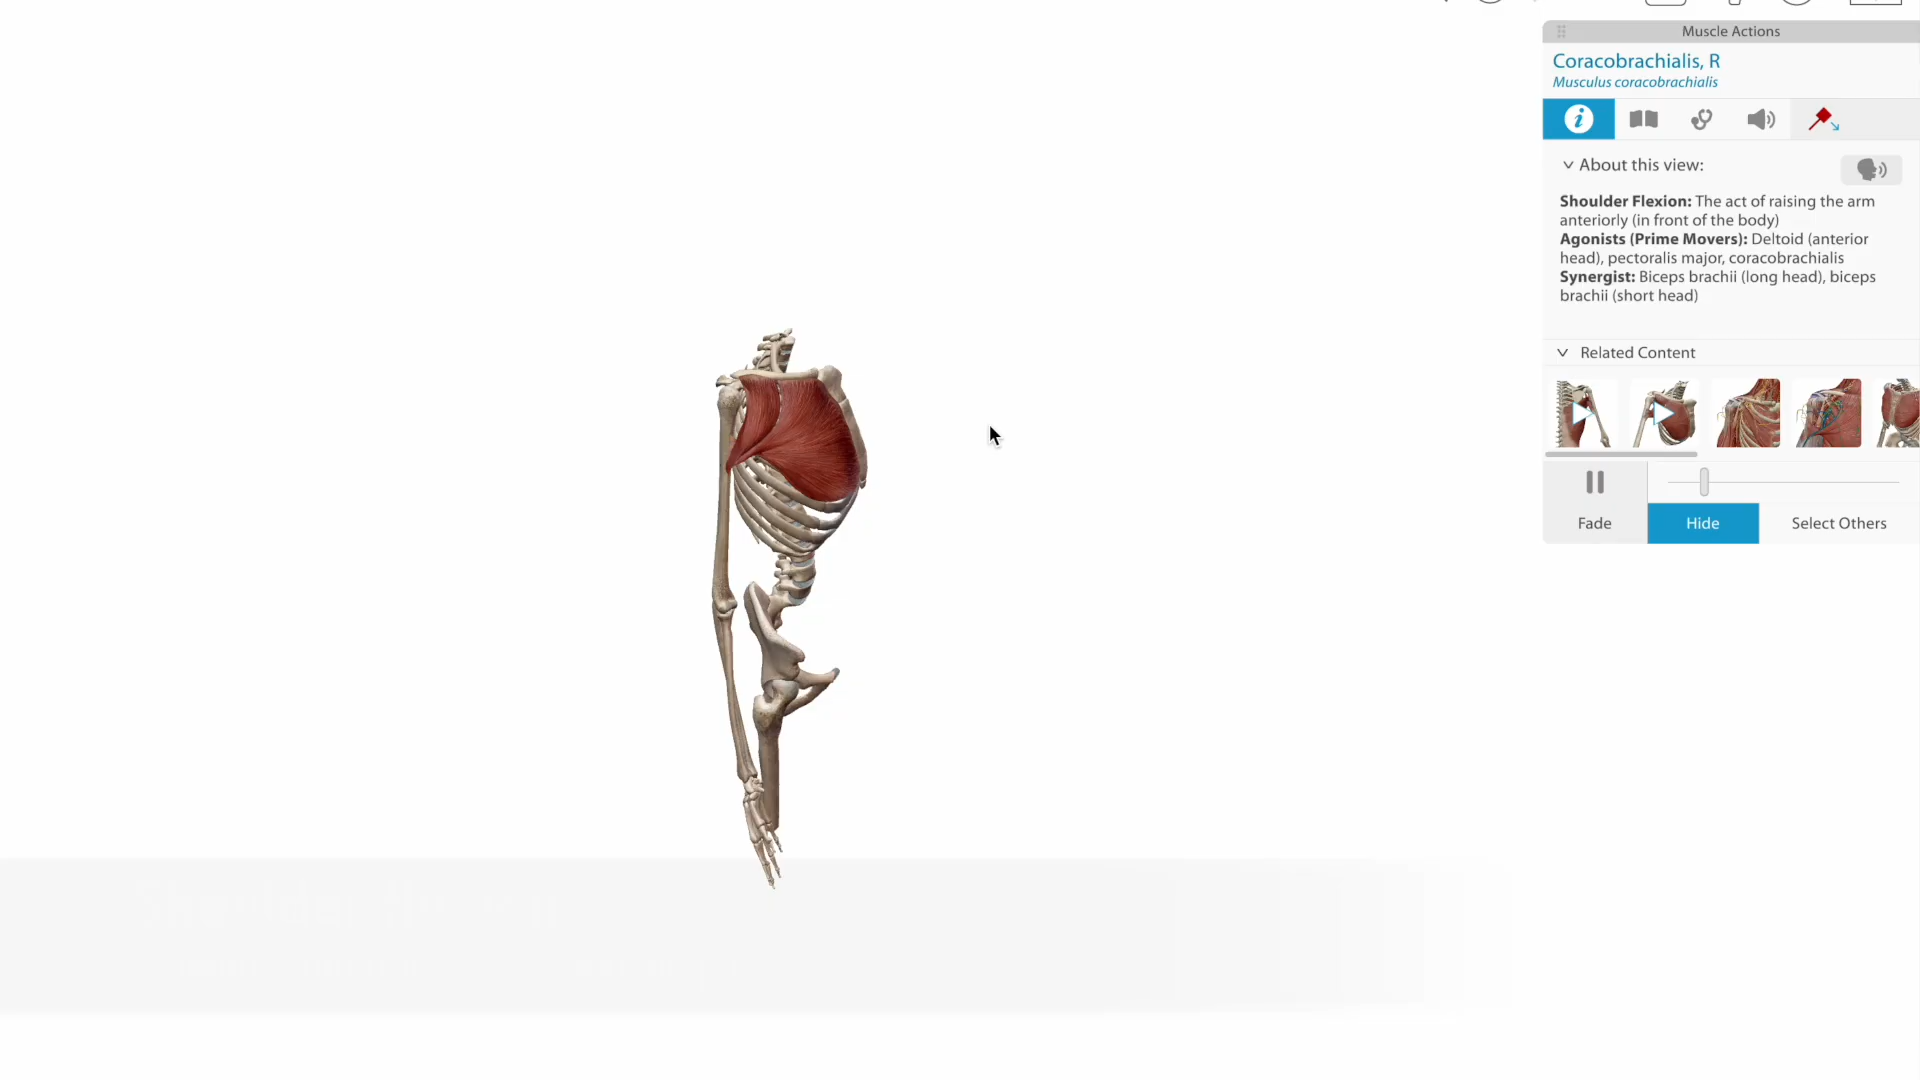 Muscle Actions
Coracobrachialis, R
Musculus coracobrachialis
About this view:
Shoulder Flexion: The act of raising the arm
anteriorly (in front of the body)
Agonists (Prime Movers): Deltoid (anterior
head), pectoralis major, coracobrachialis
Synergist: Biceps brachii (long head), biceps
brachii (short head)
Related Content
Fade
Hide
Select Others